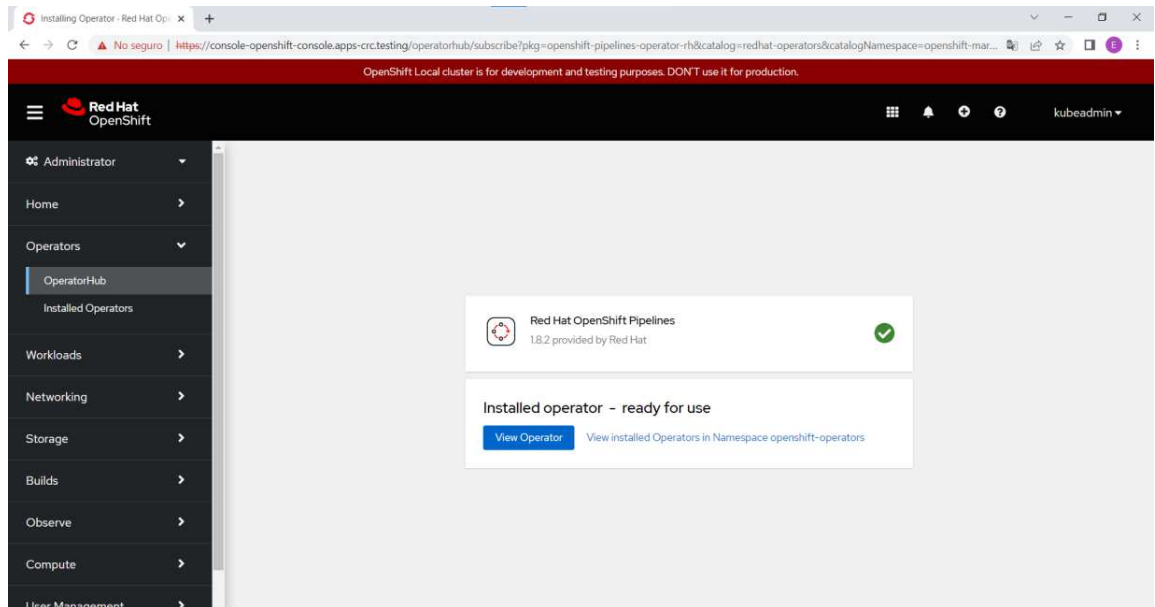 Installing Operator - Red Hat Op
No seguro | https://console-openshift-console.apps-crc.testing/operatorhub/subscribe?pkg=openshift-pipelines-operator-rh&catalog=redhat-operators&catalogNamespace=openshift-mar...
E
OpenShift Local cluster is for development and testing purposes. DON'T use it for production.
Red Hat
OpenShift
kubeadmin
Administrator
Home
Operators
OperatorHub
Installed Operators
Workloads
Networking
Storage
Builds
Observe
Compute
User Management
Red Hat OpenShift Pipelines
1.8.2 provided by Red Hat
Installed operator - ready for use
View Operator View installed Operators in Namespace openshift-operators